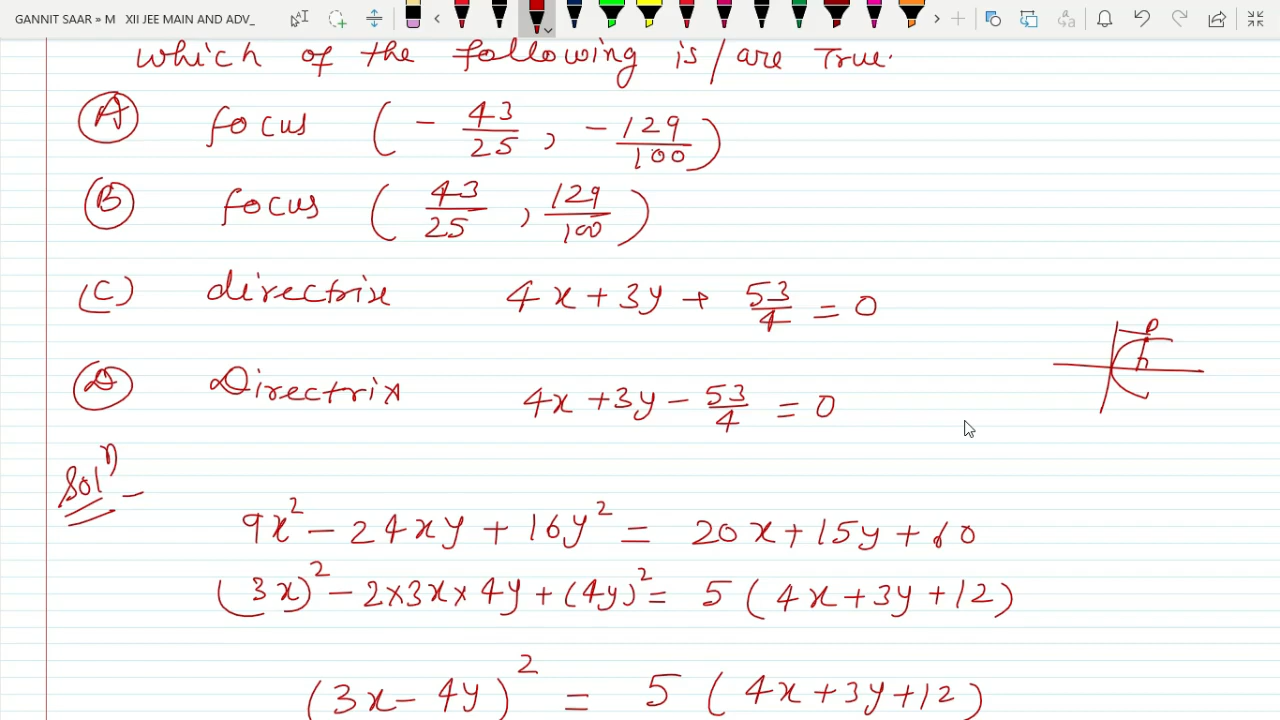 GANNIT SAAR » M XII JEE MAIN AND ADV_
which of the following is/are True.
(A) focus (- 43/25, -129/100)
(B) focus (43/25, 129/100)
(C) directrix 4x+3y + 53/4 = 0
(D) Directrix 4x+3y - 53/4 = 0
P
h
Solⁿ -
9x² - 24xy + 16y² = 20x+15y+60
(3x)² - 2×3x×4y + (4y)² = 5 (4x+3y+12)
(3x - 4y)² = 5 (4x+3y+12)